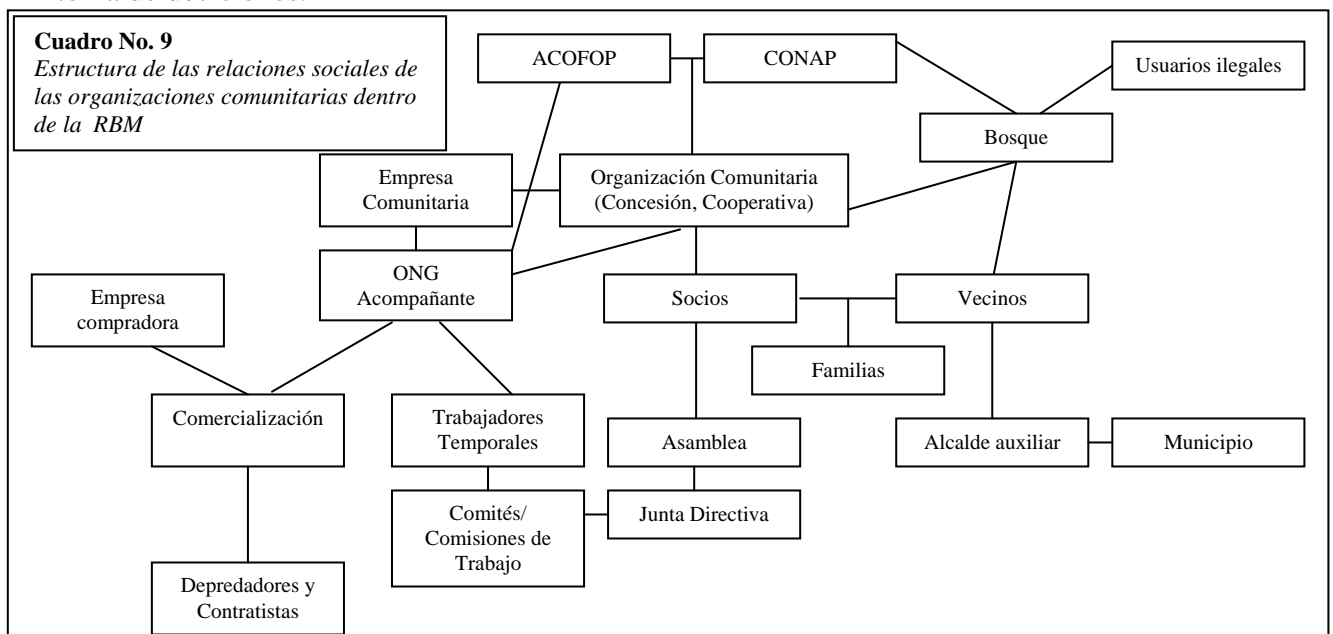 Cuadro No. 9
Estructura de las relaciones sociales de
las organizaciones comunitarias dentro
de la RBM
ACOFOP
CONAP
Usuarios ilegales
Bosque
Empresa
Comunitaria
Organización Comunitaria
(Concesión, Cooperativa)
ONG
Acompañante
Empresa
compradora
Socios
Vecinos
Familias
Comercialización
Trabajadores
Temporales
Asamblea
Alcalde auxiliar
Municipio
Comités/
Comisiones de
Trabajo
Junta Directiva
Depredadores y
Contratistas